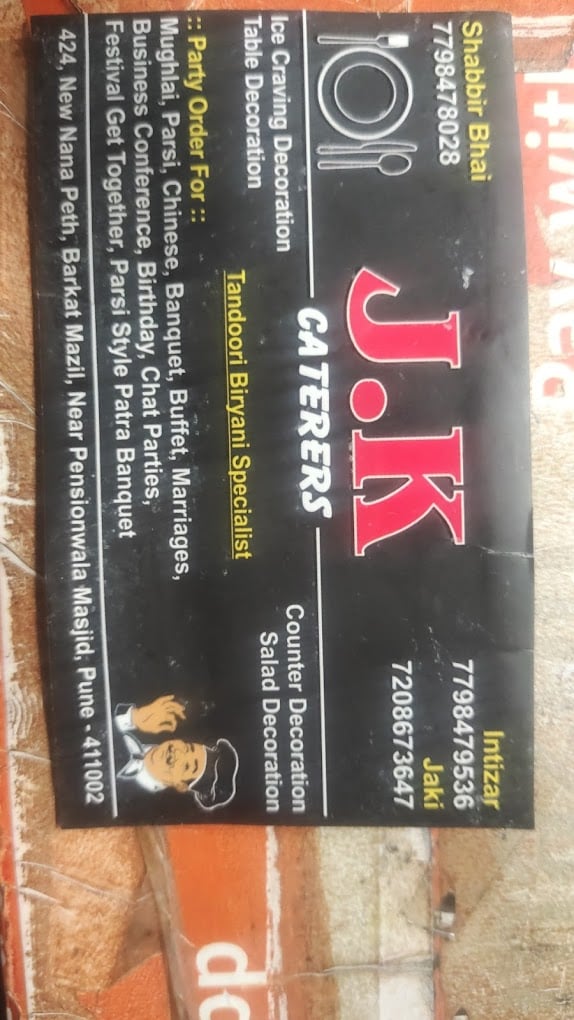 Shabbir Bhai
7798478028
Intizar
7798479536
Jaki
7208673647
J.K
CATERERS
Ice Craving Decoration
Table Decoration
Counter Decoration
Salad Decoration
Tandoori Biryani Specialist
:: Party Order For ::
Mughlai, Parsi, Chinese, Banquet, Buffet, Marriages,
Business Conference, Birthday, Chat Parties,
Festival Get Together, Parsi Style Patra Banquet
424, New Nana Peth, Barkat Mazil, Near Pensionwala Masjid, Pune - 411002